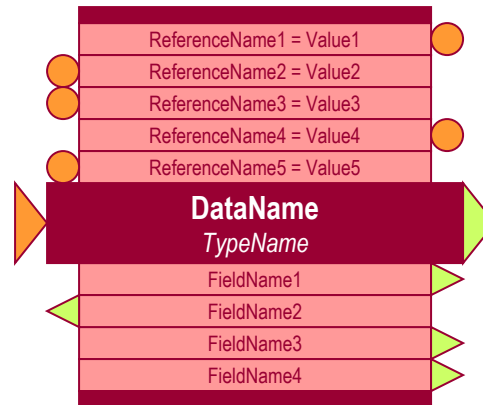 ReferenceName1 = Value1
ReferenceName2 = Value2
ReferenceName3 = Value3
ReferenceName4 = Value4
ReferenceName5 = Value5
DataName
TypeName
FieldName1
FieldName2
FieldName3
FieldName4